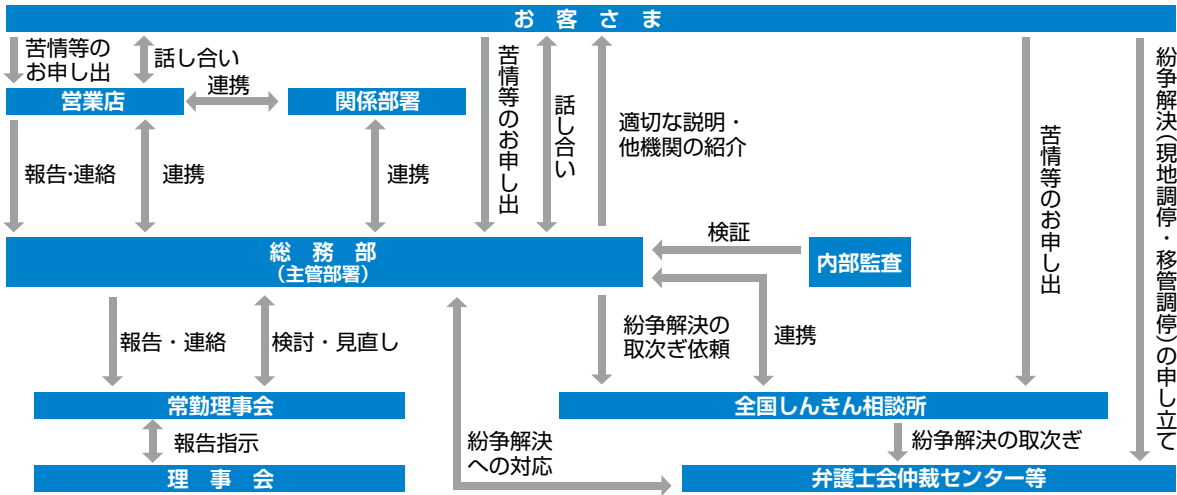 お客さま
苦情等の
お申し出
話し合い
連携
営業店
関係部署
報告・連絡
連携
連携
苦情等のお申し出
話し合い
適切な説明・
他機関の紹介
苦情等のお申し出
紛争解決(現地調停・移管調停)の申し立て
総務部
(主管部署)
検証
内部監査
報告・連絡
検討・見直し
紛争解決の
取次ぎ依頼
連携
常勤理事会
全国しんきん相談所
報告指示
紛争解決
への対応
紛争解決の取次ぎ
理事会
弁護士会仲裁センター等